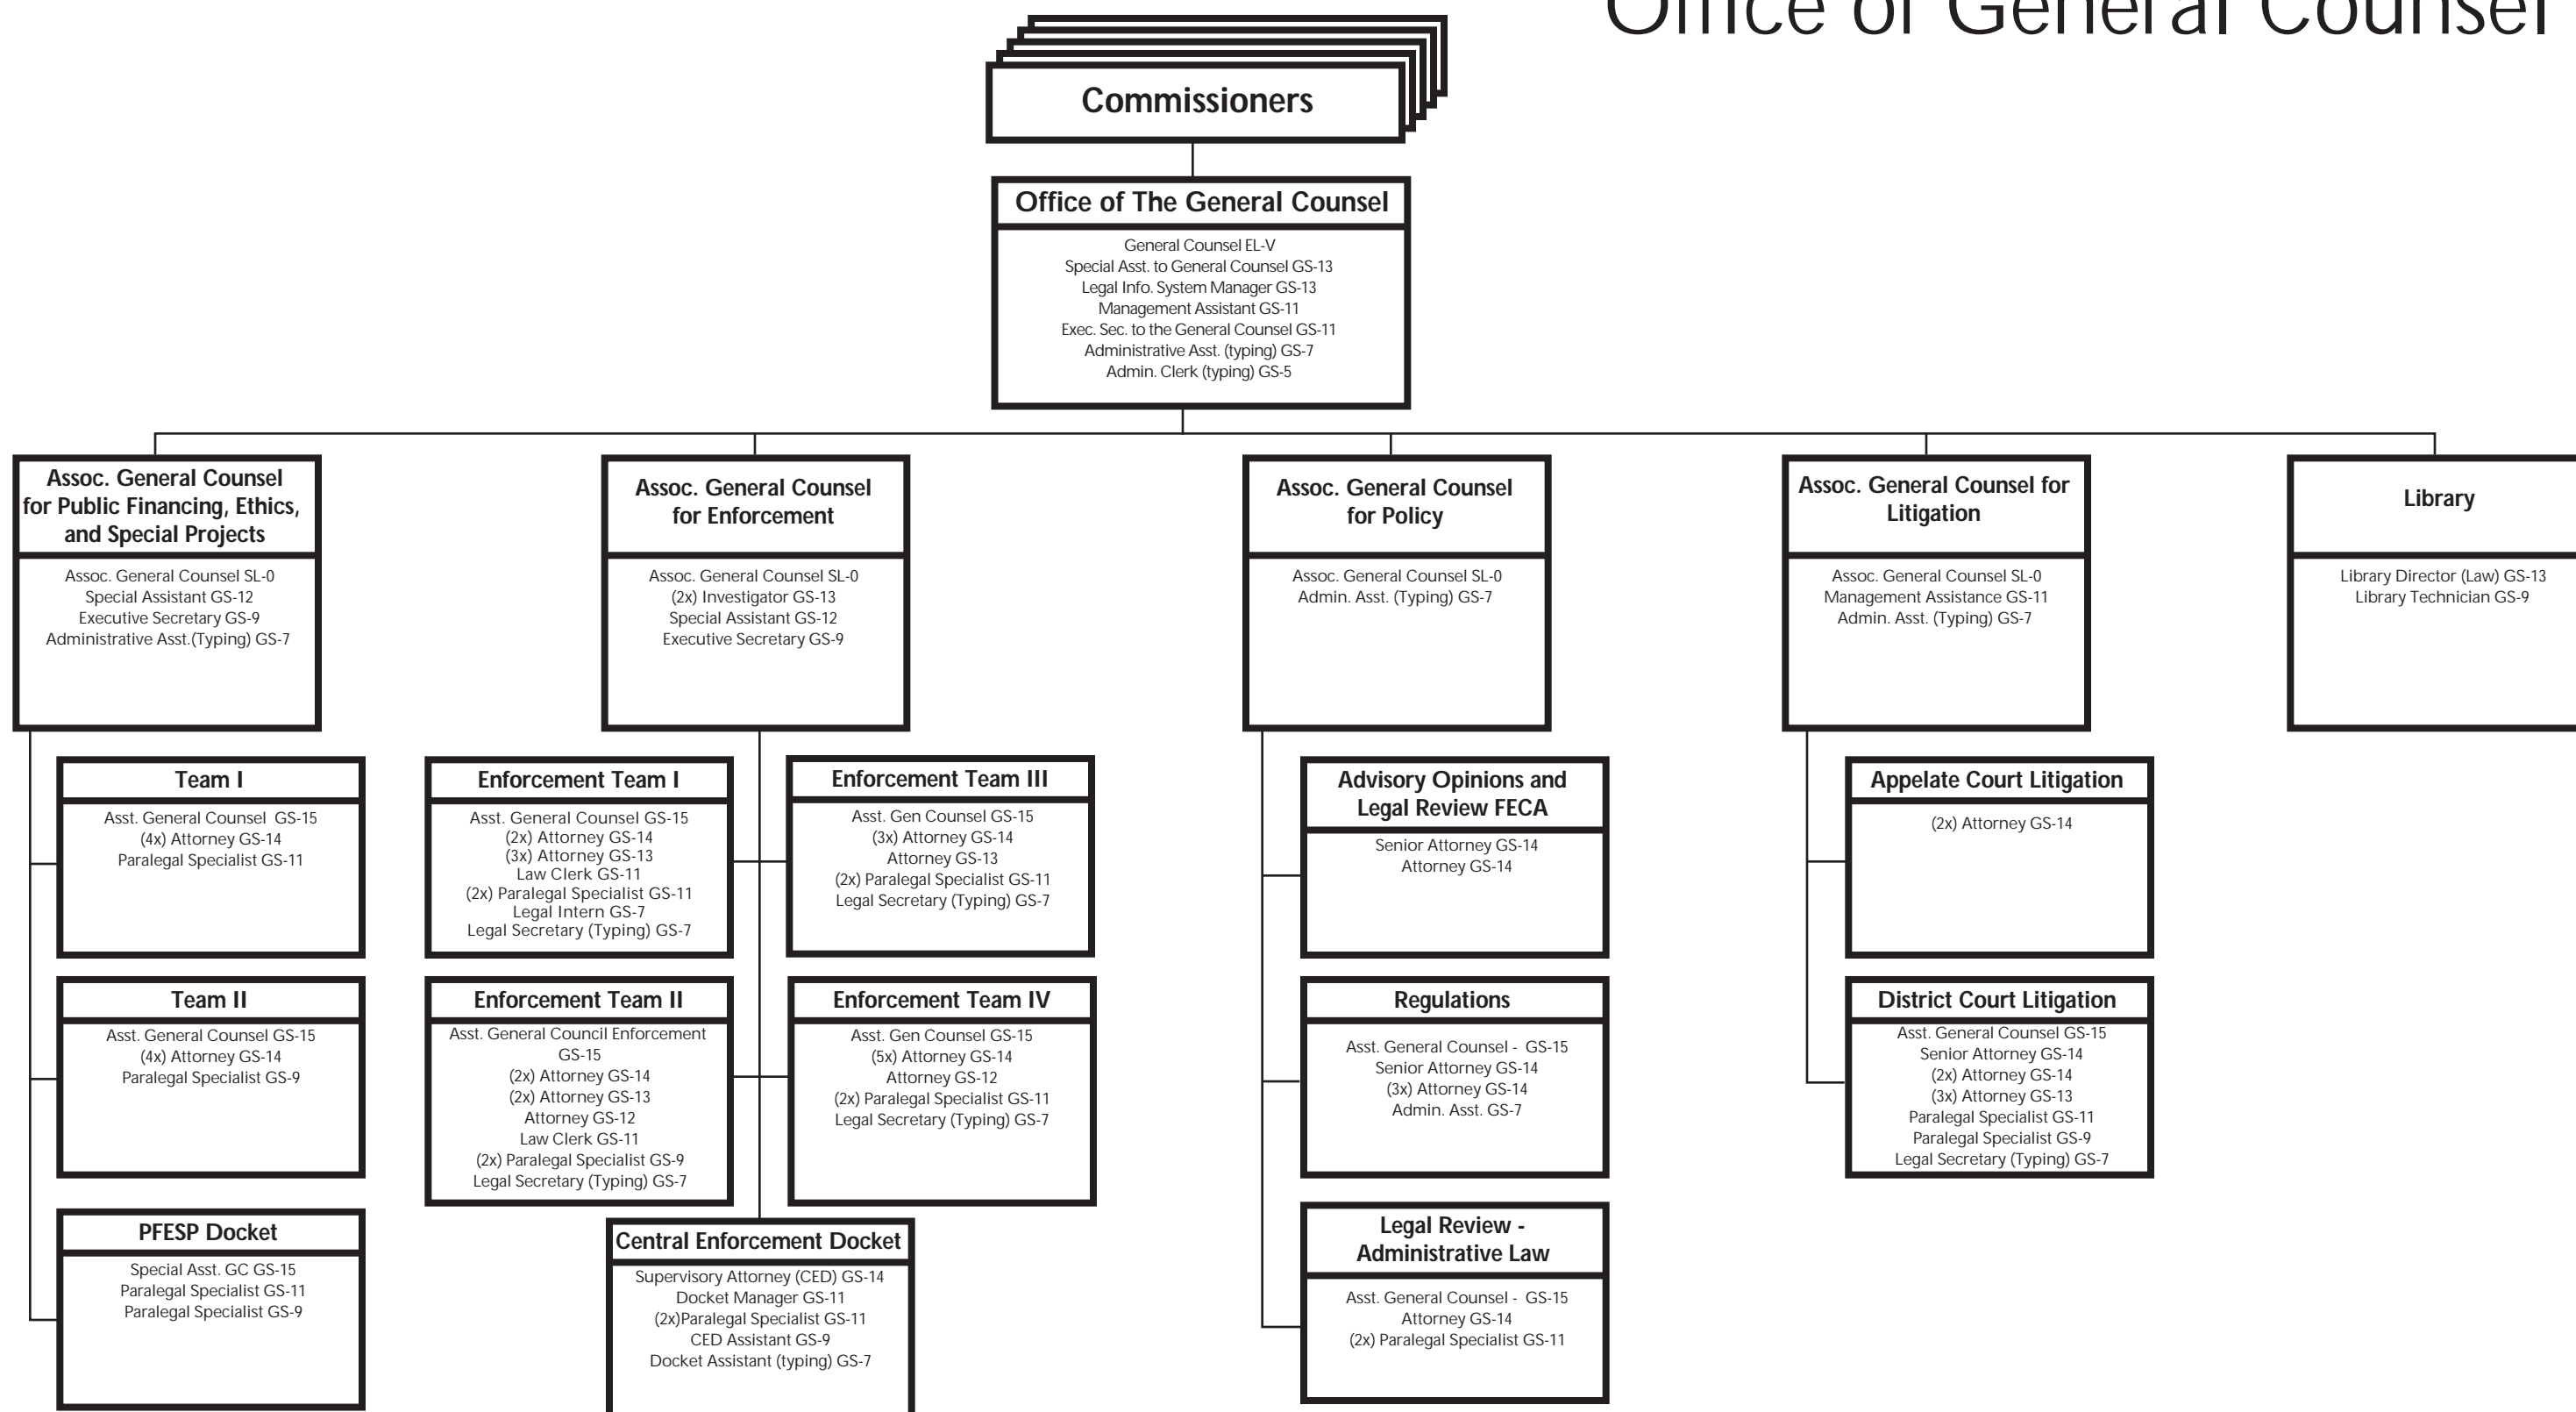 Office of General Counsel
Commissioners
Office of The General Counsel
General Counsel EL-V
Special Asst. to General Counsel GS-13
Legal Info. System Manager GS-13
Management Assistant GS-11
Exec. Sec. to the General Counsel GS-11
Administrative Asst. (typing) GS-7
Admin. Clerk (typing) GS-5
Assoc. General Counsel
for Public Financing, Ethics,
and Special Projects
Assoc. General Counsel SL-0
Special Assistant GS-12
Executive Secretary GS-9
Administrative Asst.(Typing) GS-7
Assoc. General Counsel
for Enforcement
Assoc. General Counsel SL-0
(2x) Investigator GS-13
Special Assistant GS-12
Executive Secretary GS-9
Assoc. General Counsel
for Policy
Assoc. General Counsel SL-0
Admin. Asst. (Typing) GS-7
Assoc. General Counsel for
Litigation
Assoc. General Counsel SL-0
Management Assistance GS-11
Admin. Asst. (Typing) GS-7
Library
Library Director (Law) GS-13
Library Technician GS-9
Team I
Asst. General Counsel GS-15
(4x) Attorney GS-14
Paralegal Specialist GS-11
Enforcement Team I
Asst. General Counsel GS-15
(2x) Attorney GS-14
(3x) Attorney GS-13
Law Clerk GS-11
(2x) Paralegal Specialist GS-11
Legal Intern GS-7
Legal Secretary (Typing) GS-7
Enforcement Team III
Asst. Gen Counsel GS-15
(3x) Attorney GS-14
Attorney GS-13
(2x) Paralegal Specialist GS-11
Legal Secretary (Typing) GS-7
Advisory Opinions and
Legal Review FECA
Senior Attorney GS-14
Attorney GS-14
Appelate Court Litigation
(2x) Attorney GS-14
Team II
Asst. General Counsel GS-15
(4x) Attorney GS-14
Paralegal Specialist GS-9
Enforcement Team II
Asst. General Council Enforcement
GS-15
(2x) Attorney GS-14
(2x) Attorney GS-13
Attorney GS-12
Law Clerk GS-11
(2x) Paralegal Specialist GS-9
Legal Secretary (Typing) GS-7
Enforcement Team IV
Asst. Gen Counsel GS-15
(5x) Attorney GS-14
Attorney GS-12
(2x) Paralegal Specialist GS-11
Legal Secretary (Typing) GS-7
Regulations
Asst. General Counsel - GS-15
Senior Attorney GS-14
(3x) Attorney GS-14
Admin. Asst. GS-7
District Court Litigation
Asst. General Counsel GS-15
Senior Attorney GS-14
(2x) Attorney GS-14
(3x) Attorney GS-13
Paralegal Specialist GS-11
Paralegal Specialist GS-9
Legal Secretary (Typing) GS-7
PFESP Docket
Special Asst. GC GS-15
Paralegal Specialist GS-11
Paralegal Specialist GS-9
Central Enforcement Docket
Supervisory Attorney (CED) GS-14
Docket Manager GS-11
(2x)Paralegal Specialist GS-11
CED Assistant GS-9
Docket Assistant (typing) GS-7
Legal Review -
Administrative Law
Asst. General Counsel - GS-15
Attorney GS-14
(2x) Paralegal Specialist GS-11